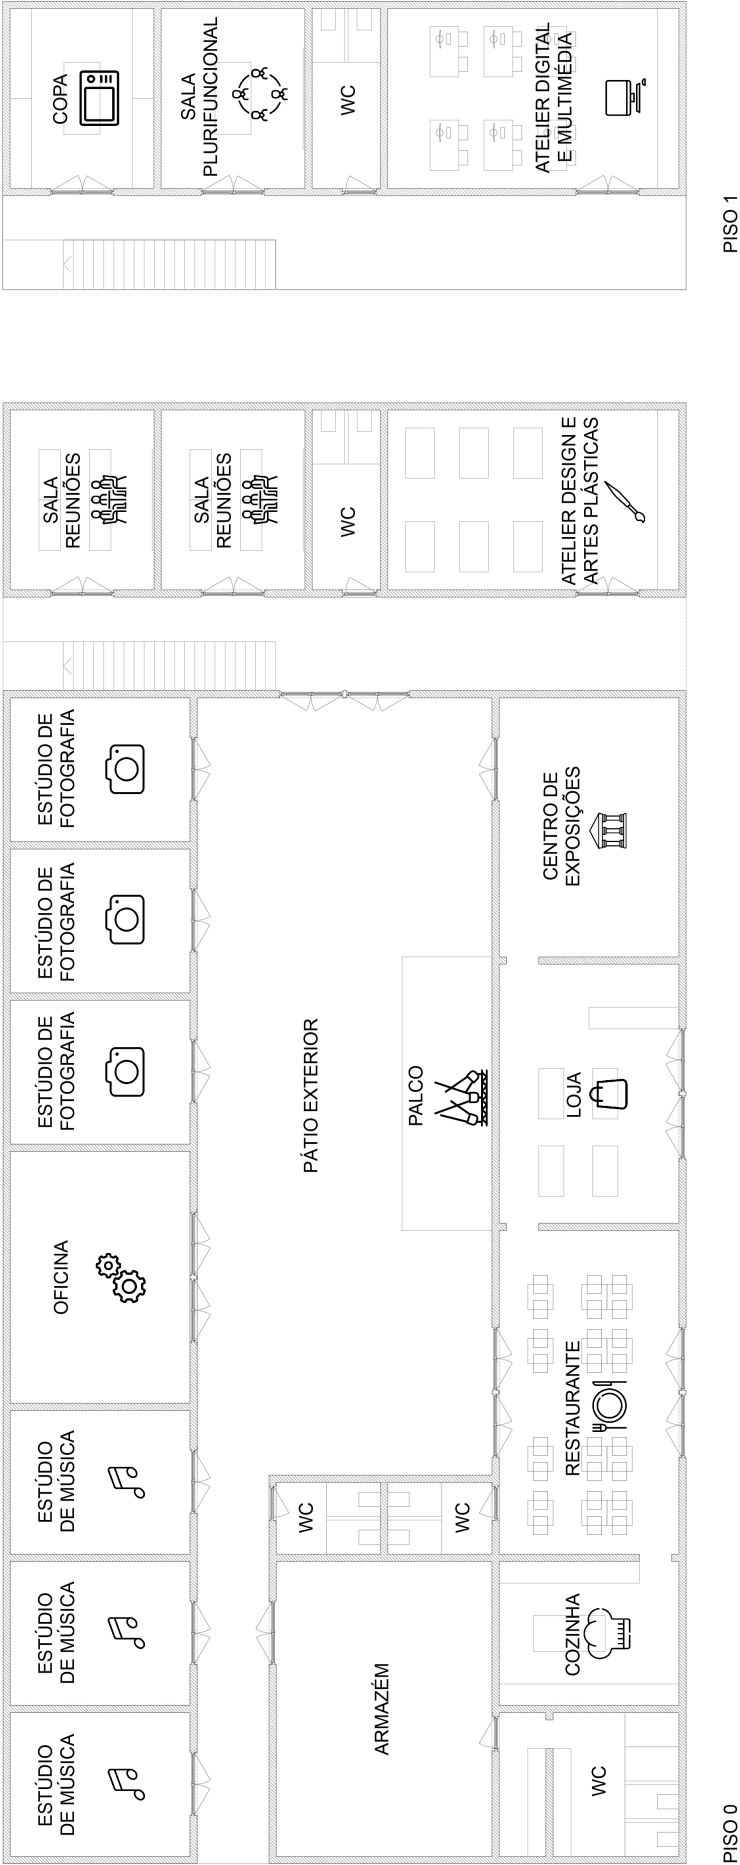 ESTÚDIO
DE MÚSICA
ESTÚDIO
DE MÚSICA
ESTÚDIO
DE MÚSICA
OFICINA
ESTÚDIO DE
FOTOGRAFIA
ESTÚDIO DE
FOTOGRAFIA
ESTÚDIO DE
FOTOGRAFIA
SALA
REUNIÕES
SALA
REUNIÕES
WC
ATELIER DESIGN E
ARTES PLÁSTICAS
PÁTIO EXTERIOR
PALCO
ARMAZÉM
WC
WC
WC
COZINHA
RESTAURANTE
LOJA
CENTRO DE
EXPOSIÇÕES
PISO 0
COPA
SALA
PLURIFUNCIONAL
WC
ATELIER DIGITAL
E MULTIMÉDIA
PISO 1